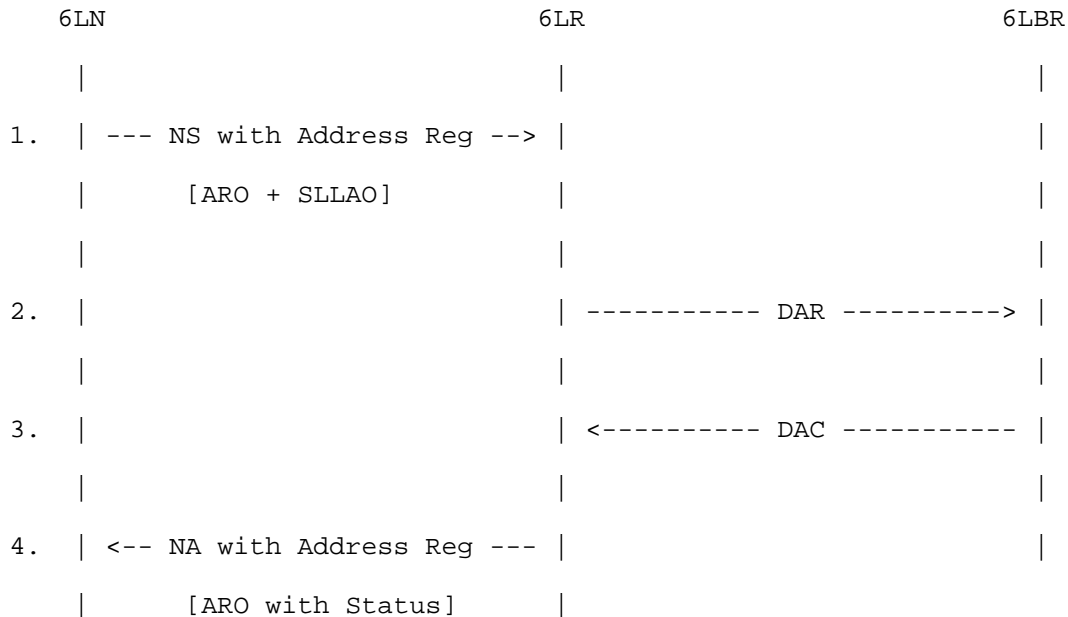 6LN 6LR 6LBR
| | |
1. | --- NS with Address Reg --> | |
| [ARO + SLLAO] | |
| | |
2. | | ----------- DAR ----------> |
| | |
3. | | <---------- DAC ----------- |
| | |
4. | <-- NA with Address Reg --- | |
| [ARO with Status] |